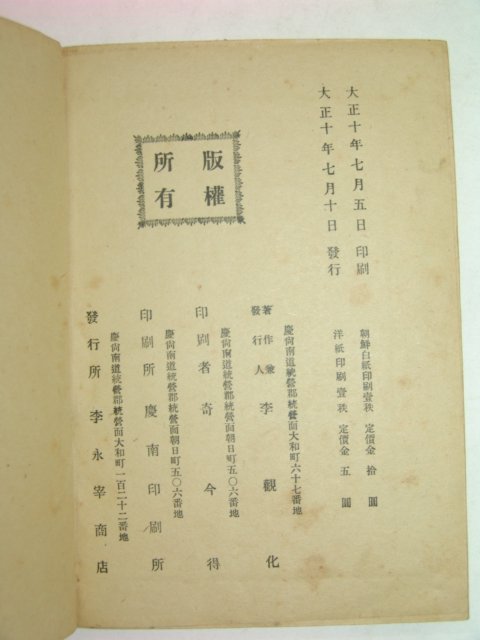 大正十年七月五日 印刷
大正十年七月十日 發行
版權
所有
朝鮮白紙印刷壹秩 定價金 拾 圓
洋紙印刷壹秩 定價金 五 圓
慶尙南道統營郡統營面大和町六十七番地
著作兼
發行人 李觀化
慶尙南道統營郡統營面朝日町五〇六番地
印刷者 奇今得
慶尙南道統營郡統營面朝日町五〇六番地
印刷所 慶南印刷所
慶尙南道統營郡統營面大和町一百二十二番地
發行所 李永宰商店